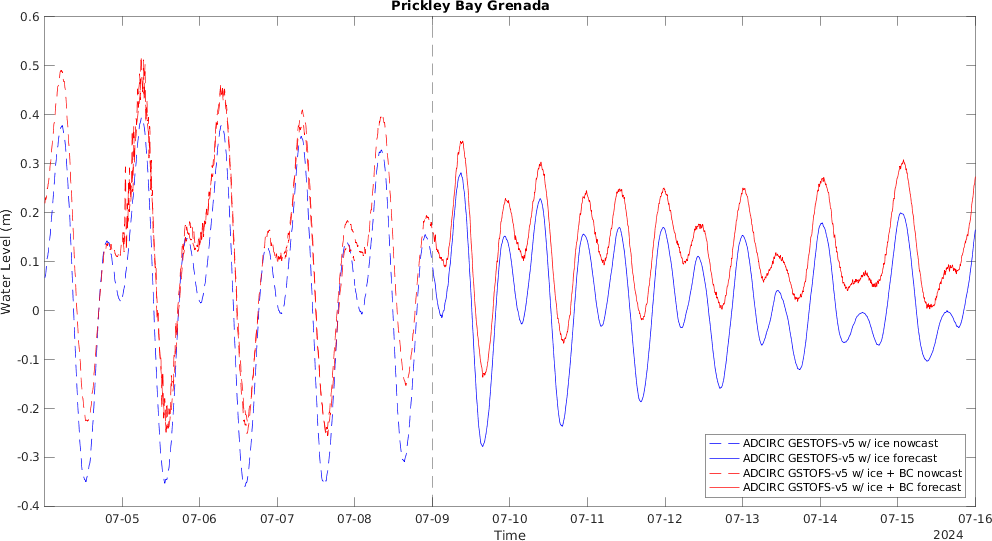 Prickley Bay Grenada
0.6
0.5
0.4
0.3
0.2
0.1
0
-0.1
-0.2
-0.3
-0.4
Water Level (m)
07-05 07-06 07-07 07-08 07-09 07-10 07-11 07-12 07-13 07-14 07-15 07-16
Time
2024
ADCIRC GESTOFS-v5 w/ ice nowcast
ADCIRC GESTOFS-v5 w/ ice forecast
ADCIRC GSTOFS-v5 w/ ice + BC nowcast
ADCIRC GSTOFS-v5 w/ ice + BC forecast